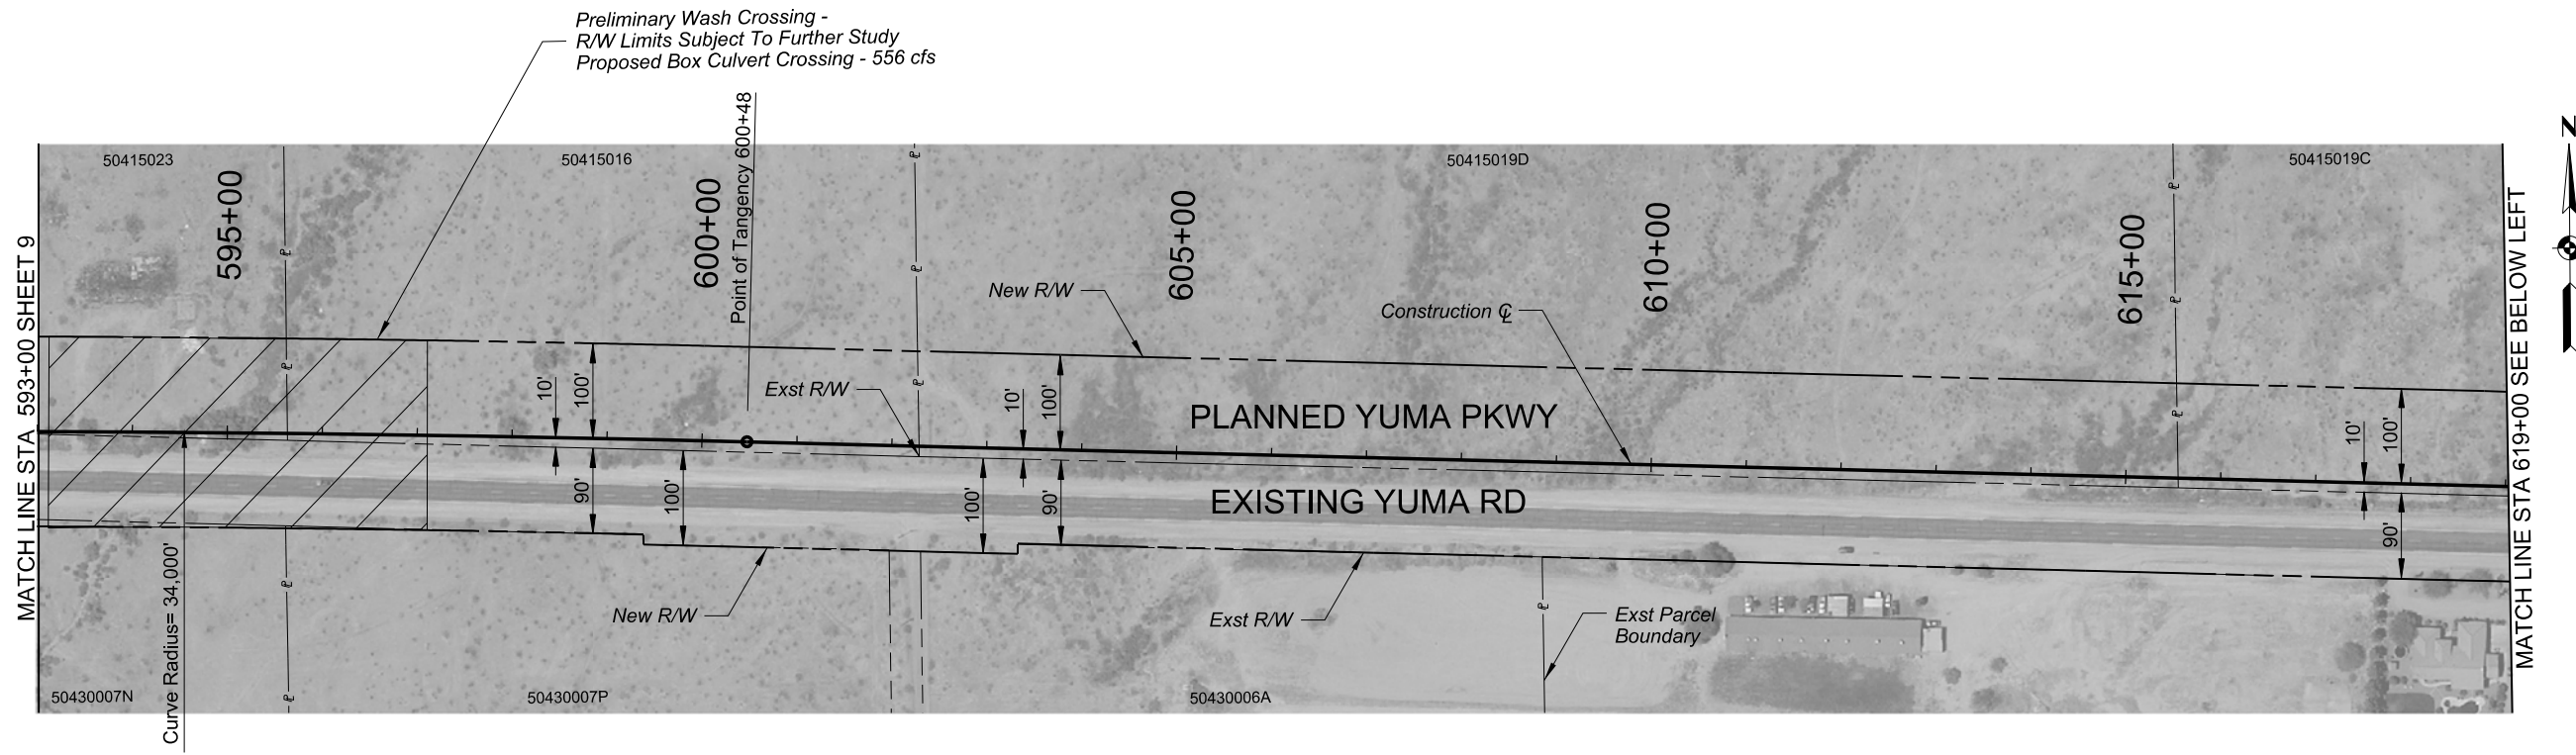 Preliminary Wash Crossing -
R/W Limits Subject To Further Study
Proposed Box Culvert Crossing - 556 cfs
MATCH LINE STA 593+00 SHEET 9
50415023
50415016
50415019D
50415019C
N
595+00
600+00
Point of Tangency 600+48
605+00
610+00
615+00
MATCH LINE STA 619+00 SEE BELOW LEFT
New R/W
Construction ℄
Exst R/W
10'
100'
10'
100'
10'
100'
PLANNED YUMA PKWY
EXISTING YUMA RD
90'
100'
100'
90'
90'
Curve Radius= 34,000'
New R/W
Exst R/W
Exst Parcel
Boundary
50430007N
50430007P
50430006A